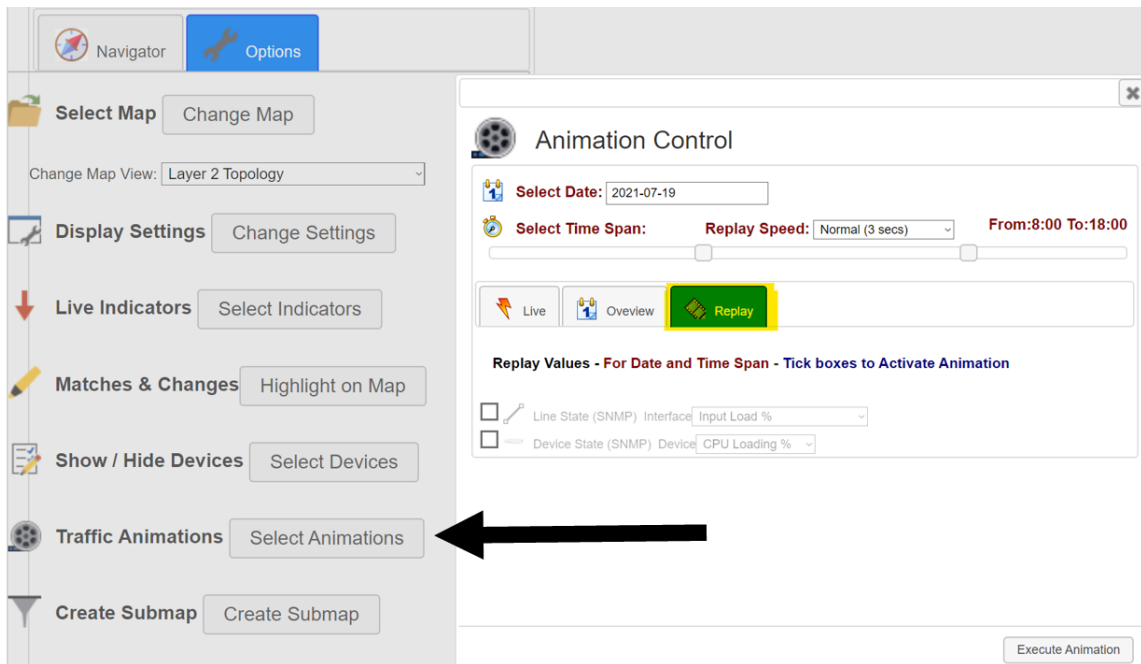 Navigator
Options
Select Map Change Map
Change Map View: Layer 2 Topology
Display Settings Change Settings
Live Indicators Select Indicators
Matches & Changes Highlight on Map
Show / Hide Devices Select Devices
Traffic Animations Select Animations
Create Submap Create Submap
Animation Control
1 Select Date: 2021-07-19
Select Time Span: Replay Speed: Normal (3 secs) From:8:00 To:18:00
Live 1 Oveview Replay
Replay Values - For Date and Time Span - Tick boxes to Activate Animation
Line State (SNMP) Interface Input Load %
Device State (SNMP) Device CPU Loading %
Execute Animation